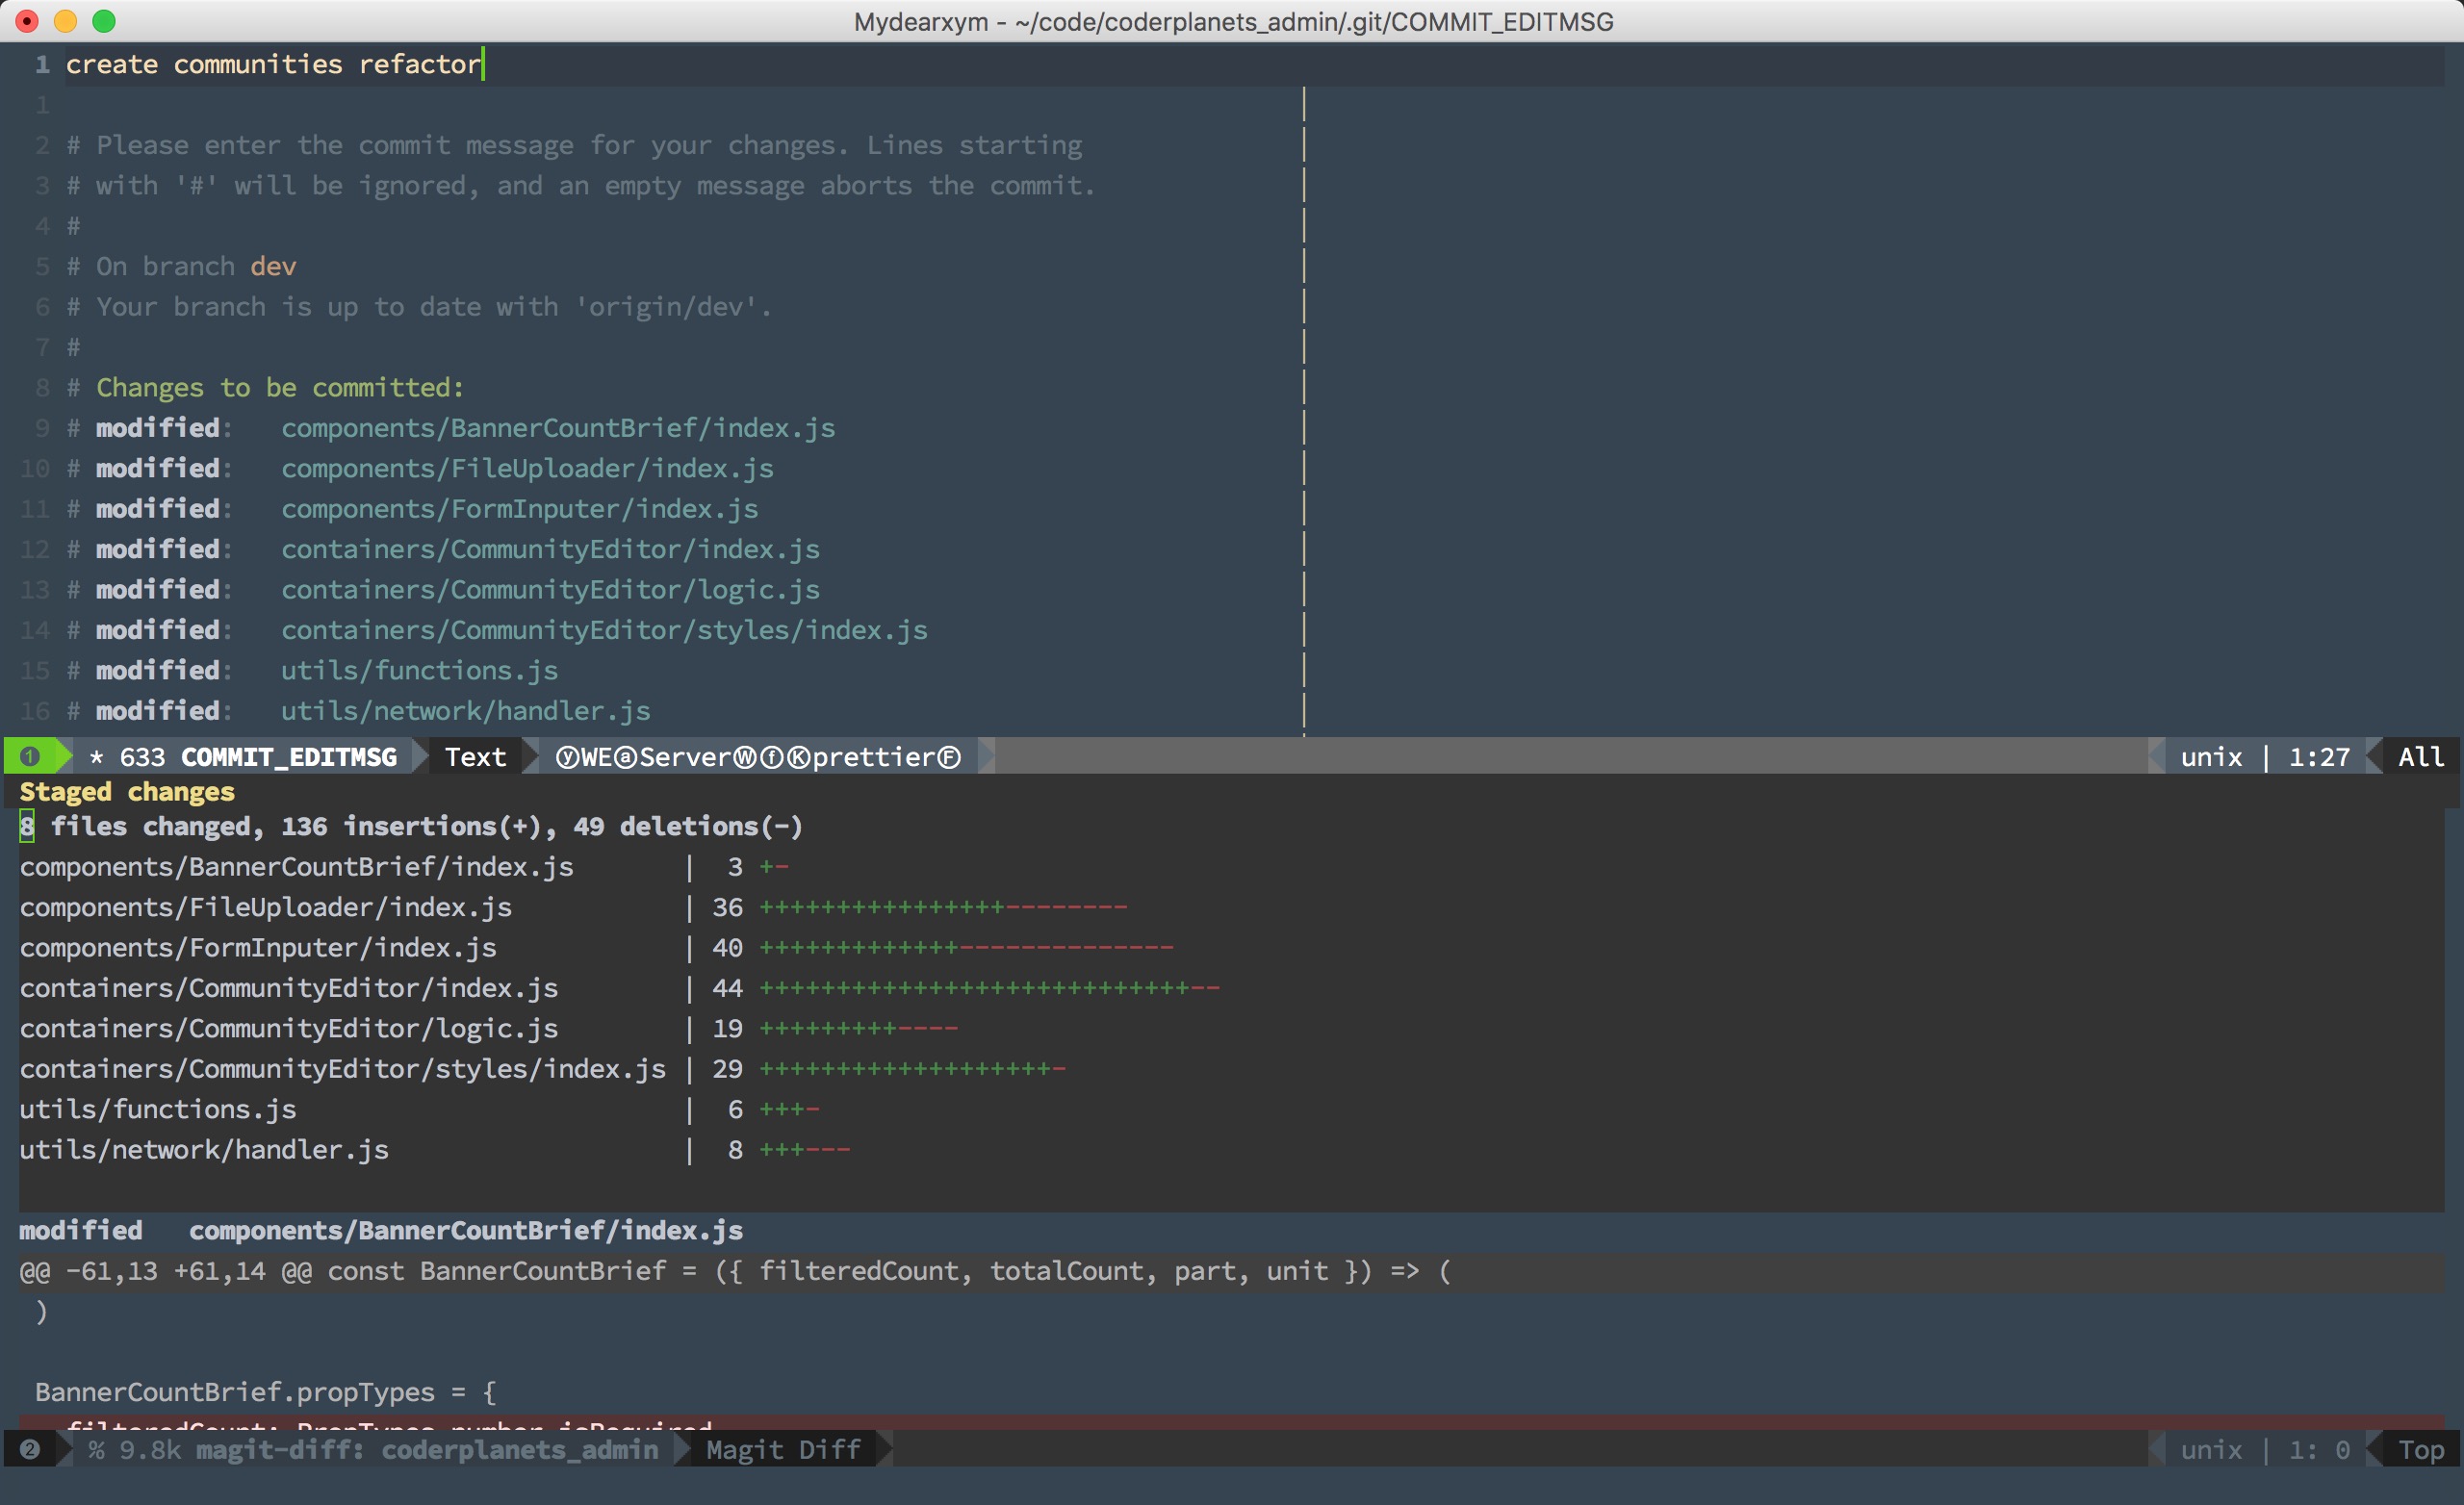 Mydearxym - ~/code/coderplanets_admin/.git/COMMIT_EDITMSG
1 create communities refactor
1
2 # Please enter the commit message for your changes. Lines starting
3 # with '#' will be ignored, and an empty message aborts the commit.
4 #
5 # On branch dev
6 # Your branch is up to date with 'origin/dev'.
7 #
8 # Changes to be committed:
9 # modified:   components/BannerCountBrief/index.js
10 # modified:   components/FileUploader/index.js
11 # modified:   components/FormInputer/index.js
12 # modified:   containers/CommunityEditor/index.js
13 # modified:   containers/CommunityEditor/logic.js
14 # modified:   containers/CommunityEditor/styles/index.js
15 # modified:   utils/functions.js
16 # modified:   utils/network/handler.js
❶ * 633 COMMIT_EDITMSG Text ⓨWEⓐServerⓌⓕⓀprettierⒻ unix | 1:27 All
Staged changes
8 files changed, 136 insertions(+), 49 deletions(-)
components/BannerCountBrief/index.js       |  3 +-
components/FileUploader/index.js           | 36 ++++++++++++++++--------
components/FormInputer/index.js            | 40 +++++++++++++--------------
containers/CommunityEditor/index.js        | 44 ++++++++++++++++++++++++++++--
containers/CommunityEditor/logic.js        | 19 +++++++++----
containers/CommunityEditor/styles/index.js | 29 +++++++++++++++++++-
utils/functions.js                         |  6 +++-
utils/network/handler.js                   |  8 +++---
modified   components/BannerCountBrief/index.js
@@ -61,13 +61,14 @@ const BannerCountBrief = ({ filteredCount, totalCount, part, unit }) => (
)
BannerCountBrief.propTypes = {
filteredCount: PropTypes.number.isRequired
❷ % 9.8k magit-diff: coderplanets_admin Magit Diff unix | 1: 0 Top